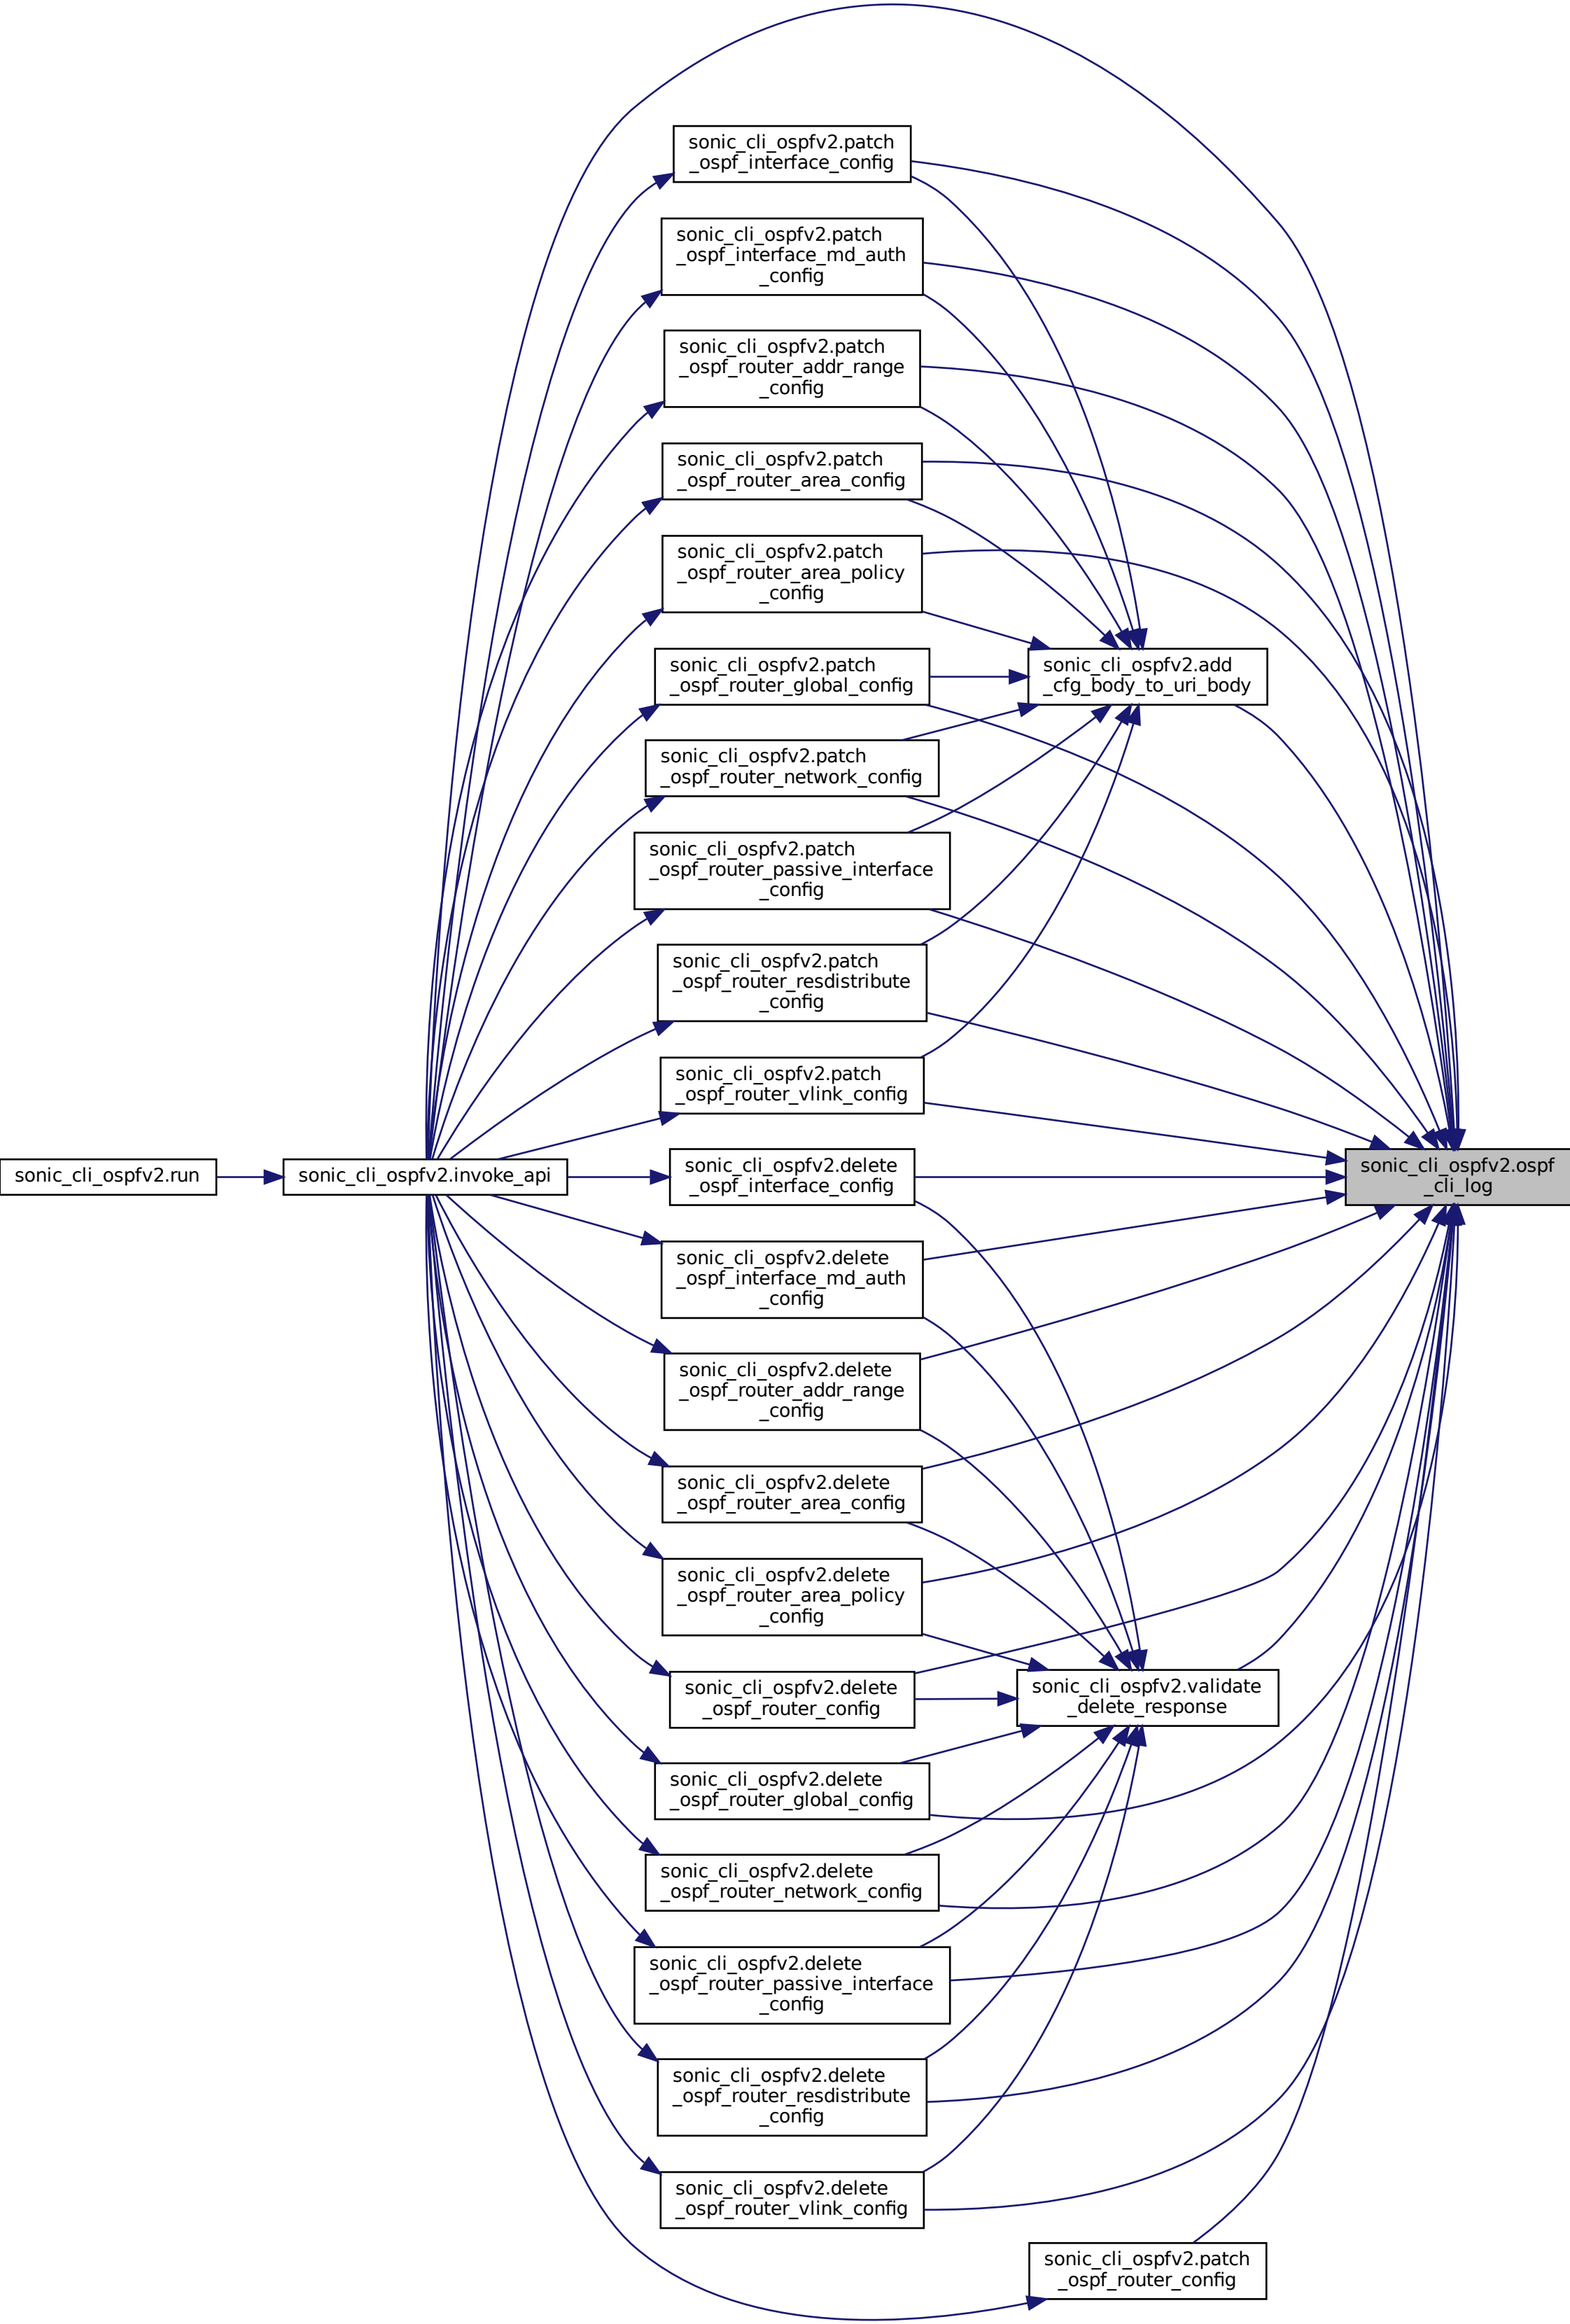 sonic_cli_ospfv2.patch
_ospf_interface_config
sonic_cli_ospfv2.patch
_ospf_interface_md_auth
_config
sonic_cli_ospfv2.patch
_ospf_router_addr_range
_config
sonic_cli_ospfv2.patch
_ospf_router_area_config
sonic_cli_ospfv2.patch
_ospf_router_area_policy
_config
sonic_cli_ospfv2.patch
_ospf_router_global_config
sonic_cli_ospfv2.add
_cfg_body_to_uri_body
sonic_cli_ospfv2.patch
_ospf_router_network_config
sonic_cli_ospfv2.patch
_ospf_router_passive_interface
_config
sonic_cli_ospfv2.patch
_ospf_router_resdistribute
_config
sonic_cli_ospfv2.patch
_ospf_router_vlink_config
sonic_cli_ospfv2.run
sonic_cli_ospfv2.invoke_api
sonic_cli_ospfv2.delete
_ospf_interface_config
sonic_cli_ospfv2.ospf
_cli_log
sonic_cli_ospfv2.delete
_ospf_interface_md_auth
_config
sonic_cli_ospfv2.delete
_ospf_router_addr_range
_config
sonic_cli_ospfv2.delete
_ospf_router_area_config
sonic_cli_ospfv2.delete
_ospf_router_area_policy
_config
sonic_cli_ospfv2.delete
_ospf_router_config
sonic_cli_ospfv2.validate
_delete_response
sonic_cli_ospfv2.delete
_ospf_router_global_config
sonic_cli_ospfv2.delete
_ospf_router_network_config
sonic_cli_ospfv2.delete
_ospf_router_passive_interface
_config
sonic_cli_ospfv2.delete
_ospf_router_resdistribute
_config
sonic_cli_ospfv2.delete
_ospf_router_vlink_config
sonic_cli_ospfv2.patch
_ospf_router_config